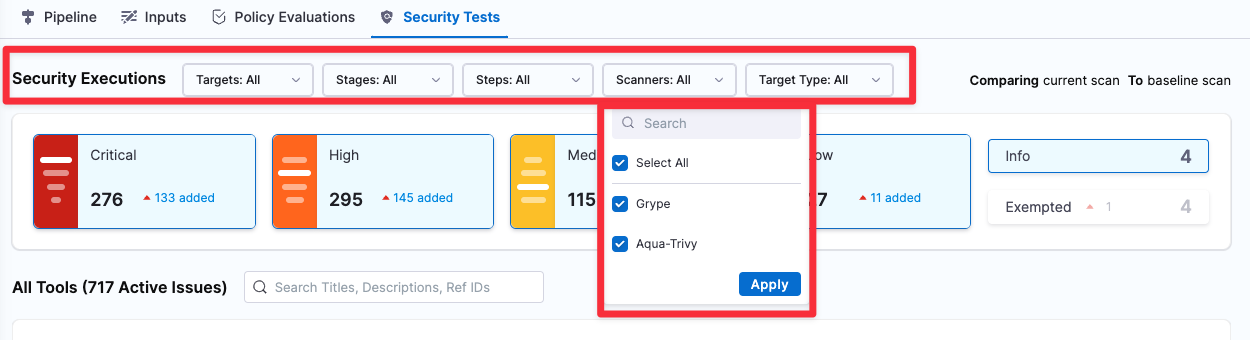 Pipeline Inputs Policy Evaluations Security Tests
Security Executions Targets: All Stages: All Steps: All Scanners: All Target Type: All Comparing current scan To baseline scan
Search
Critical High Select All Info 4
276 133 added 295 145 added 115 Grype 11 added Exempted 1 4
Aqua-Trivy
Apply
All Tools (717 Active Issues) Search Titles, Descriptions, Ref IDs